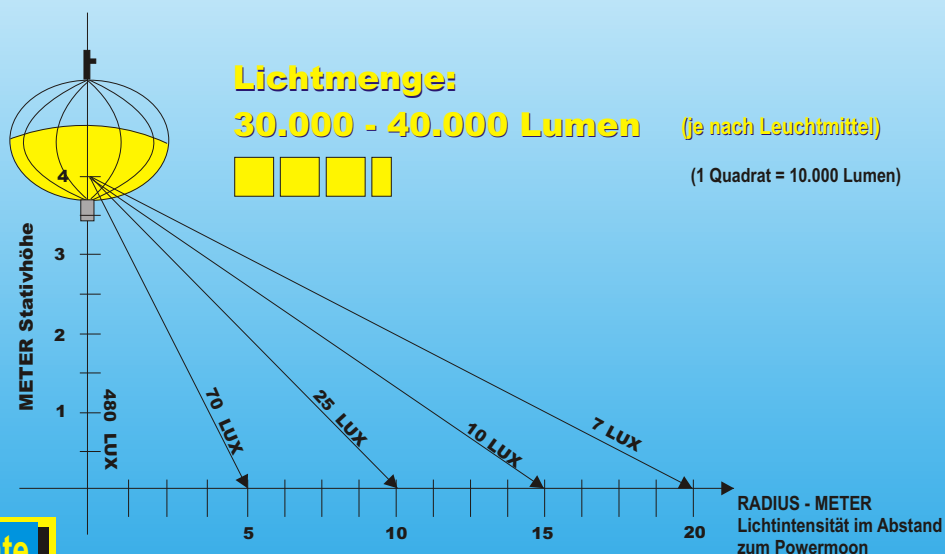 Lichtmenge:
30.000 - 40.000 Lumen (je nach Leuchtmittel)
(1 Quadrat = 10.000 Lumen)
METER Stativhöhe
4
3
2
1
480 LUX
70 LUX
25 LUX
10 LUX
7 LUX
5 10 15 20
RADIUS - METER
Lichtintensität im Abstand
zum Powermoon